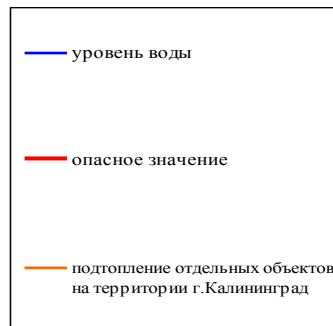 уровень воды
опасное значение
подтопление отдельных объектов
на территории г.Калининград